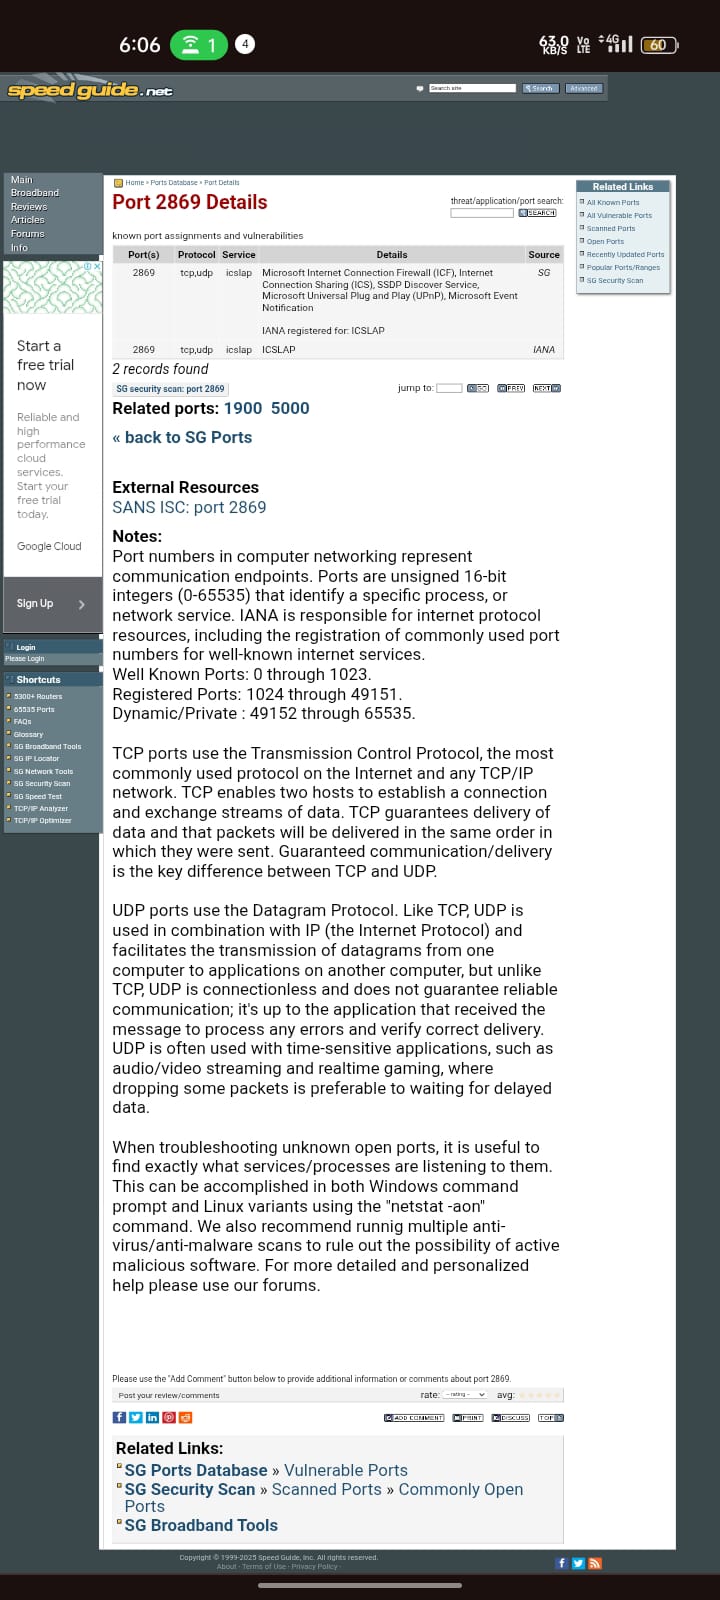 6:06
1
4
63.0
KB/S
Vo
LTE
4G
60
speedguide.net
Search site
Search
Advanced
Main
Broadband
Reviews
Articles
Forums
Info
Start a
free trial
now
Reliable and
high
performance
cloud
services.
Start your
free trial
today.
Google Cloud
Sign Up
Login
Please Login
Shortcuts
5300+ Routers
65535 Ports
FAQs
Glossary
SG Broadband Tools
SG IP Locator
SG Network Tools
SG Security Scan
SG Speed Test
TCP/IP Analyzer
TCP/IP Optimizer
Home » Ports Database » Port Details
Port 2869 Details
threat/application/port search:
SEARCH
known port assignments and vulnerabilities
Port(s) Protocol Service Details Source
2869 tcp,udp icslap Microsoft Internet Connection Firewall (ICF), Internet SG
Connection Sharing (ICS), SSDP Discover Service,
Microsoft Universal Plug and Play (UPnP), Microsoft Event
Notification
IANA registered for: ICSLAP
2869 tcp,udp icslap ICSLAP IANA
2 records found
SG security scan: port 2869
jump to: GO PREV NEXT
Related ports: 1900 5000
« back to SG Ports
External Resources
SANS ISC: port 2869
Notes:
Port numbers in computer networking represent
communication endpoints. Ports are unsigned 16-bit
integers (0-65535) that identify a specific process, or
network service. IANA is responsible for internet protocol
resources, including the registration of commonly used port
numbers for well-known internet services.
Well Known Ports: 0 through 1023.
Registered Ports: 1024 through 49151.
Dynamic/Private : 49152 through 65535.
TCP ports use the Transmission Control Protocol, the most
commonly used protocol on the Internet and any TCP/IP
network. TCP enables two hosts to establish a connection
and exchange streams of data. TCP guarantees delivery of
data and that packets will be delivered in the same order in
which they were sent. Guaranteed communication/delivery
is the key difference between TCP and UDP.
UDP ports use the Datagram Protocol. Like TCP, UDP is
used in combination with IP (the Internet Protocol) and
facilitates the transmission of datagrams from one
computer to applications on another computer, but unlike
TCP, UDP is connectionless and does not guarantee reliable
communication; it's up to the application that received the
message to process any errors and verify correct delivery.
UDP is often used with time-sensitive applications, such as
audio/video streaming and realtime gaming, where
dropping some packets is preferable to waiting for delayed
data.
When troubleshooting unknown open ports, it is useful to
find exactly what services/processes are listening to them.
This can be accomplished in both Windows command
prompt and Linux variants using the "netstat -aon"
command. We also recommend runnig multiple anti-
virus/anti-malware scans to rule out the possibility of active
malicious software. For more detailed and personalized
help please use our forums.
Please use the "Add Comment" button below to provide additional information or comments about port 2869.
Post your review/comments
rate: -- rating -- avg:
ADD COMMENT PRINT DISCUSS TOP
Related Links:
SG Ports Database » Vulnerable Ports
SG Security Scan » Scanned Ports » Commonly Open
Ports
SG Broadband Tools
Related Links
All Known Ports
All Vulnerable Ports
Scanned Ports
Open Ports
Recently Updated Ports
Popular Ports/Ranges
SG Security Scan
Copyright © 1999-2025 Speed Guide, Inc. All rights reserved.
About - Terms of Use - Privacy Policy -